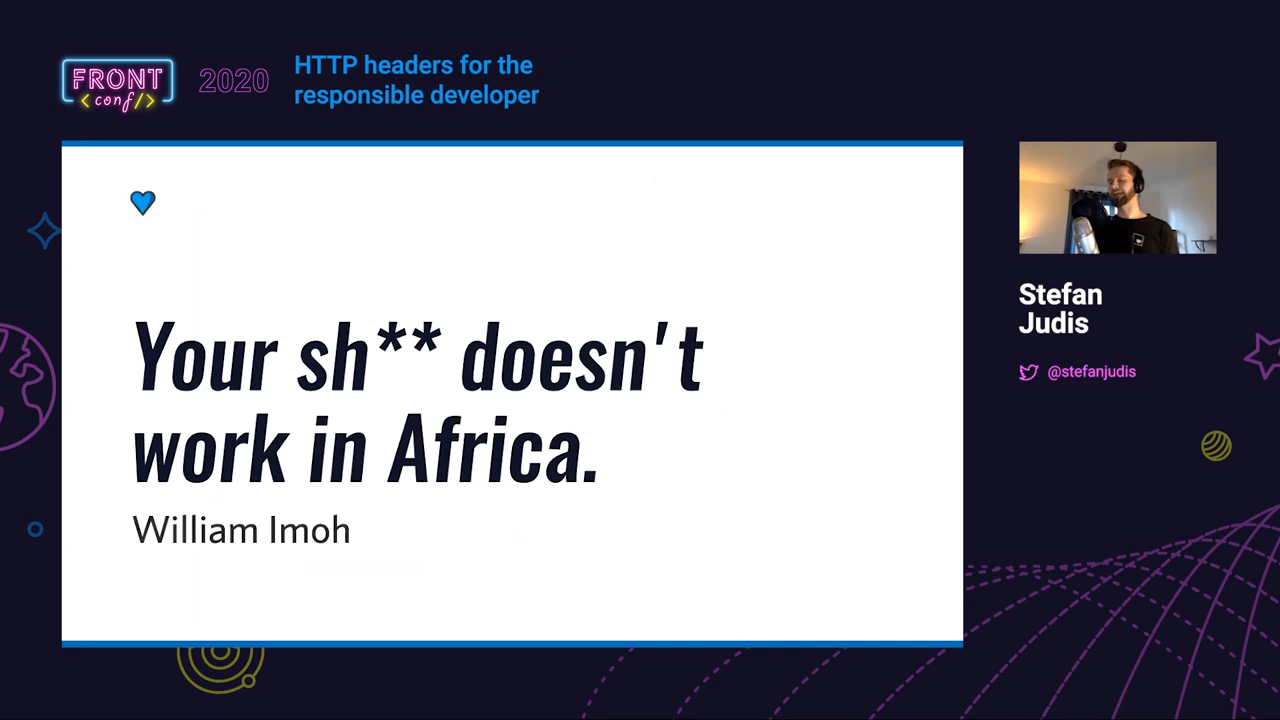 FRONT
<conf/>
2020
HTTP headers for the
responsible developer
Your sh** doesn't
work in Africa.
William Imoh
Stefan
Judis
@stefanjudis